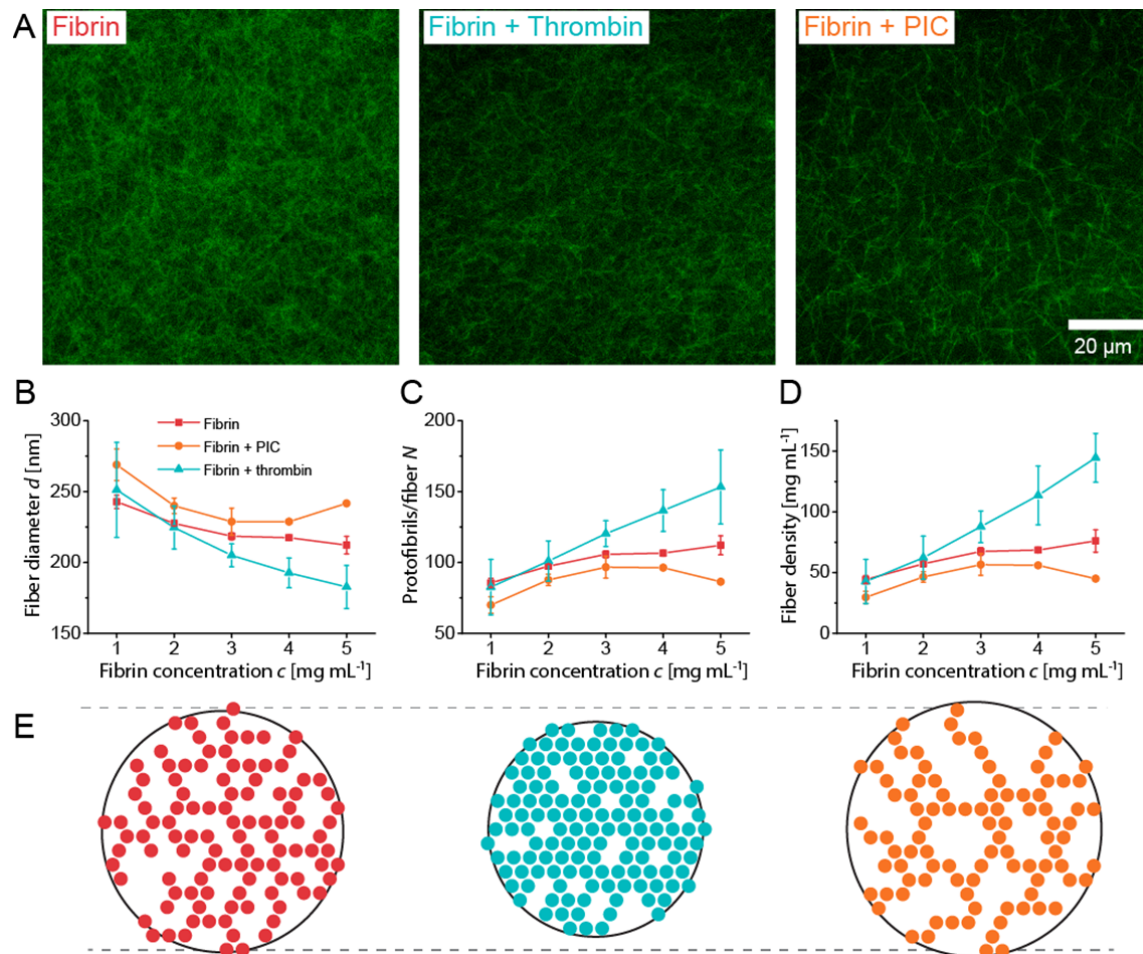 A
Fibrin
Fibrin + Thrombin
Fibrin + PIC
20 µm
B
C
D
300
250
200
150
Fiber diameter d [nm]
Fibrin
Fibrin + PIC
Fibrin + thrombin
1 2 3 4 5
Fibrin concentration c [mg mL⁻¹]
200
150
100
50
Protofibrils/fiber N
1 2 3 4 5
Fibrin concentration c [mg mL⁻¹]
150
100
50
0
Fiber density [mg mL⁻¹]
1 2 3 4 5
Fibrin concentration c [mg mL⁻¹]
E